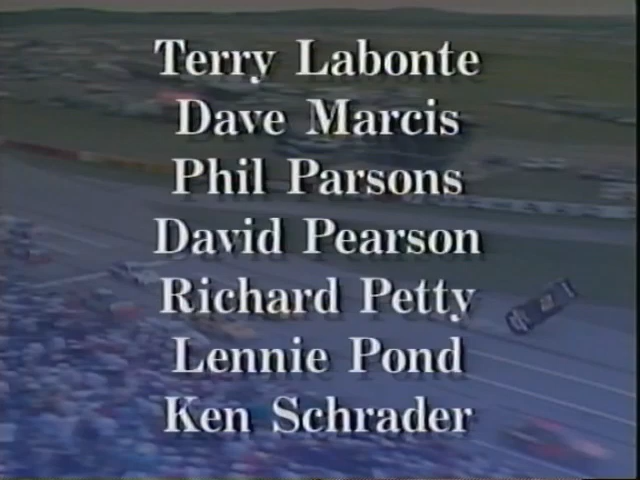 Terry Labonte
Dave Marcis
Phil Parsons
David Pearson
Richard Petty
Lennie Pond
Ken Schrader